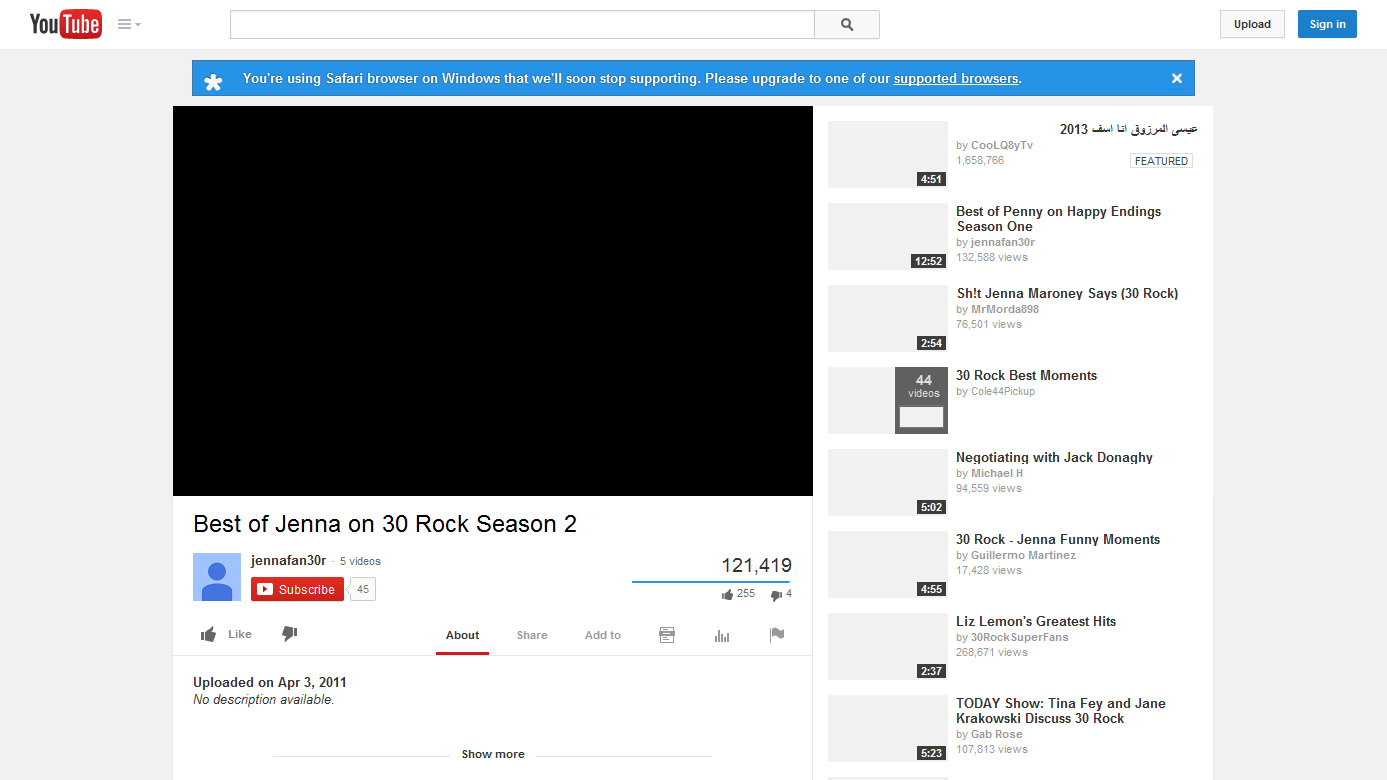 YouTube
Upload
Sign in
You're using Safari browser on Windows that we'll soon stop supporting. Please upgrade to one of our supported browsers.
Best of Jenna on 30 Rock Season 2
jennafan30r · 5 videos
Subscribe 45
121,419
255 4
Like
About Share Add to
Uploaded on Apr 3, 2011
No description available.
Show more
عيسى المرزوق انا اسف 2013
by CooLQ8yTv
1,658,766
FEATURED
4:51
Best of Penny on Happy Endings
Season One
by jennafan30r
132,588 views
12:52
Sh!t Jenna Maroney Says (30 Rock)
by MrMorda898
76,501 views
2:54
44
videos
30 Rock Best Moments
by Cole44Pickup
Negotiating with Jack Donaghy
by Michael H
94,559 views
5:02
30 Rock - Jenna Funny Moments
by Guillermo Martinez
17,428 views
4:55
Liz Lemon's Greatest Hits
by 30RockSuperFans
268,671 views
2:37
TODAY Show: Tina Fey and Jane
Krakowski Discuss 30 Rock
by Gab Rose
107,813 views
5:23